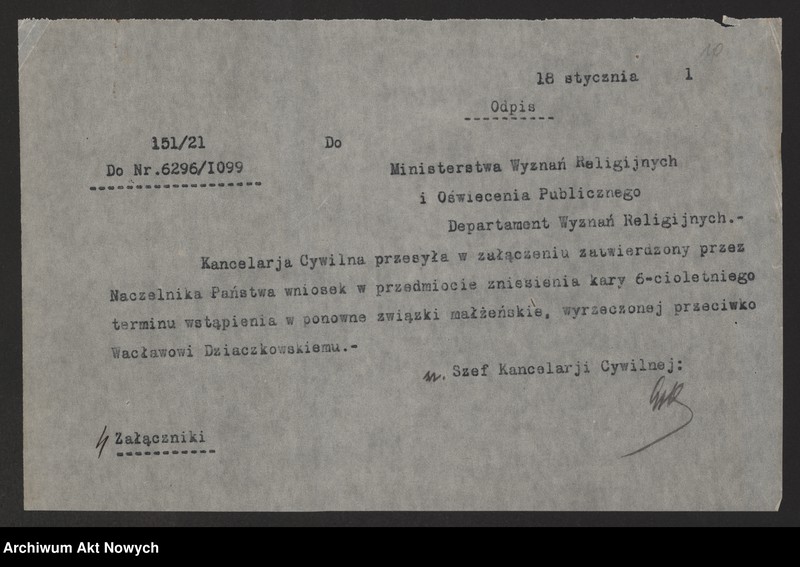 10
18 stycznia 1
Odpis
151/21 Do
Do Nr.6296/I099
Ministerstwa Wyznań Religijnych
i Oświecenia Publicznego
Departament Wyznań Religijnych.-
Kancelarja Cywilna przesyła w załączeniu zatwierdzony przez
Naczelnika Państwa wniosek w przedmiocie zniesienia kary 6-cioletniego
terminu wstąpienia w ponowne związki małżeńskie, wyrzeczonej przeciwko
Wacławowi Dziaczkowskiemu.-
Szef Kancelarji Cywilnej:
Załączniki
Archiwum Akt Nowych